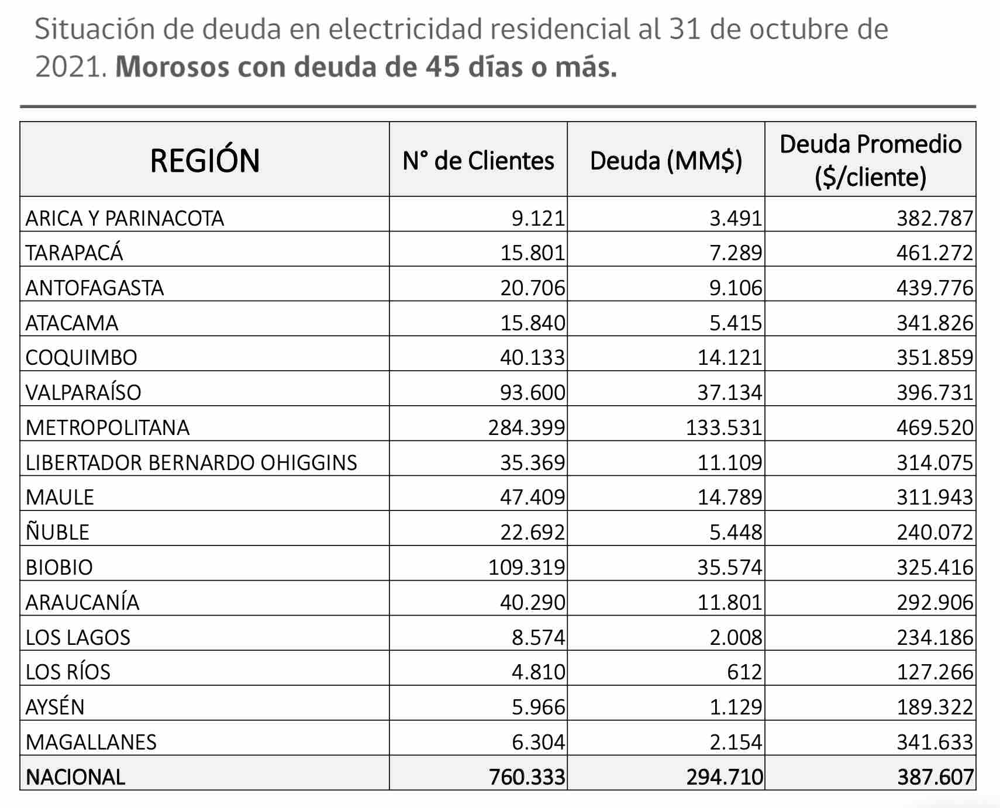 Situación de deuda en electricidad residencial al 31 de octubre de
2021. Morosos con deuda de 45 días o más.
REGIÓN N° de Clientes Deuda (MM$) Deuda Promedio
($/cliente)
ARICA Y PARINACOTA 9.121 3.491 382.787
TARAPACÁ 15.801 7.289 461.272
ANTOFAGASTA 20.706 9.106 439.776
ATACAMA 15.840 5.415 341.826
COQUIMBO 40.133 14.121 351.859
VALPARAÍSO 93.600 37.134 396.731
METROPOLITANA 284.399 133.531 469.520
LIBERTADOR BERNARDO OHIGGINS 35.369 11.109 314.075
MAULE 47.409 14.789 311.943
ÑUBLE 22.692 5.448 240.072
BIOBIO 109.319 35.574 325.416
ARAUCANÍA 40.290 11.801 292.906
LOS LAGOS 8.574 2.008 234.186
LOS RÍOS 4.810 612 127.266
AYSÉN 5.966 1.129 189.322
MAGALLANES 6.304 2.154 341.633
NACIONAL 760.333 294.710 387.607